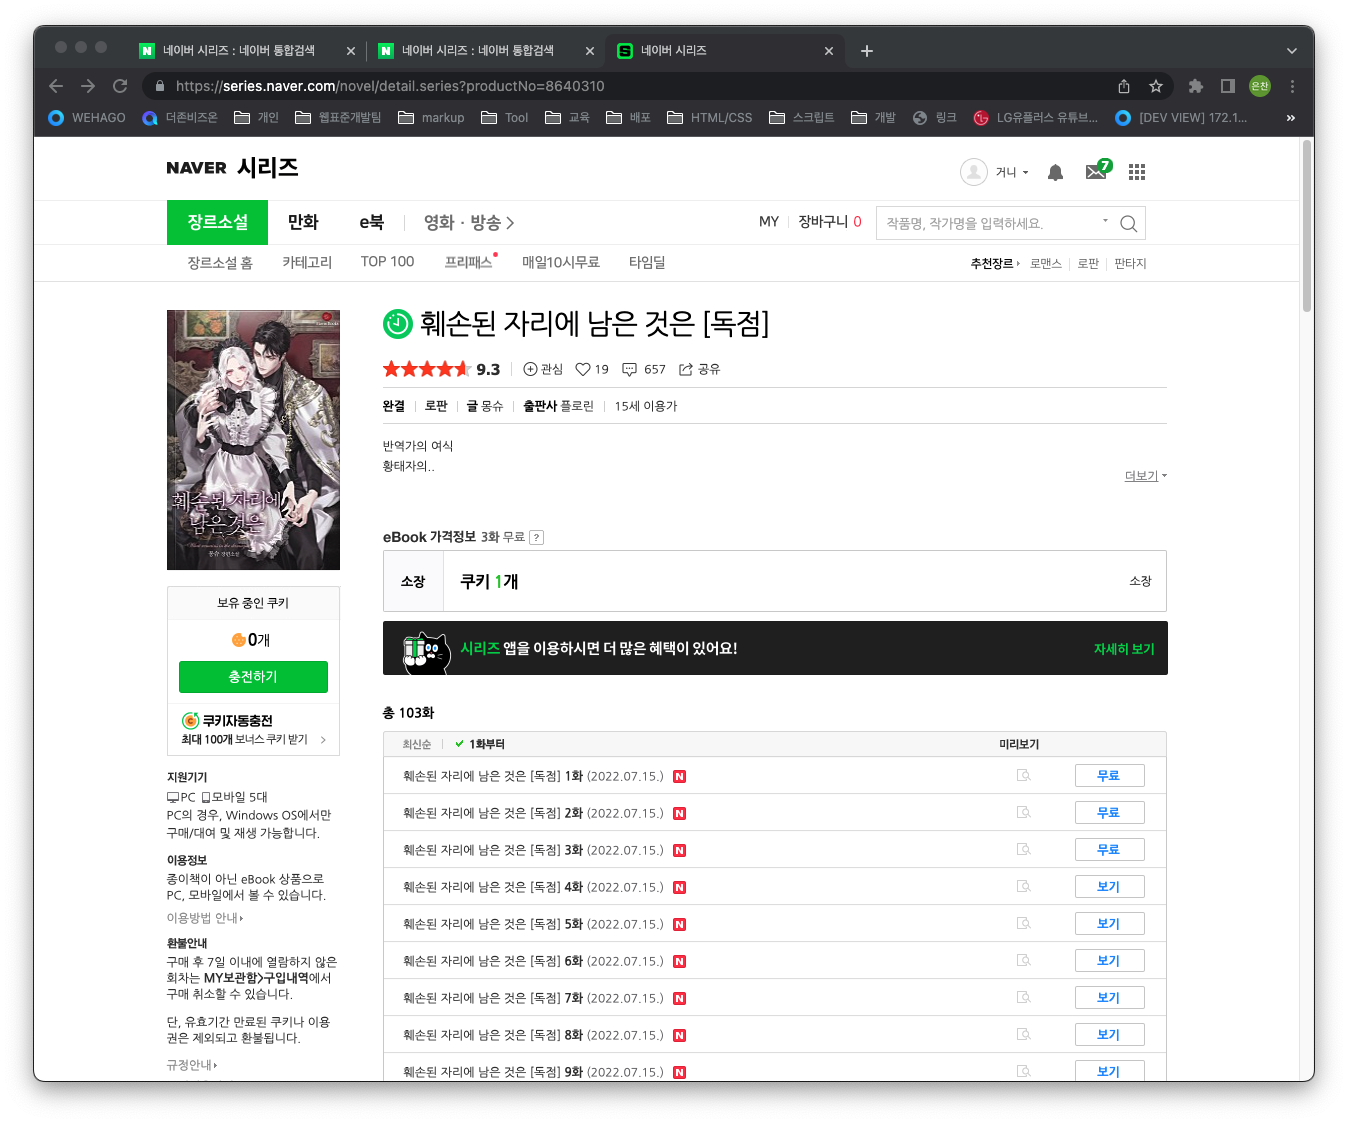 네이버 시리즈 : 네이버 통합검색
네이버 시리즈 : 네이버 통합검색
네이버 시리즈
https://series.naver.com/novel/detail.series?productNo=8640310
은찬
WEHAGO 더존비즈온 개인 웹표준개발팀 markup Tool 교육 배포 HTML/CSS 스크립트 개발 링크 LG유플러스 유튜브... [DEV VIEW] 172.1... »
NAVER 시리즈
거니
7
장르소설 만화 e북 영화 · 방송 >
MY 장바구니 0 작품명, 작가명을 입력하세요.
장르소설 홈 카테고리 TOP 100 프리패스 매일10시무료 타임딜
추천장르 로맨스 로판 판타지
훼손된 자리에 남은 것은 [독점]
9.3 관심 19 657 공유
완결 로판 글 몽슈 출판사 플로린 15세 이용가
반역가의 여식
황태자의..
더보기
훼손된 자리에
남은 것은
몽슈 장편소설
eBook 가격정보 3화 무료 ?
소장 쿠키 1개 소장
시리즈 앱을 이용하시면 더 많은 혜택이 있어요! 자세히 보기
보유 중인 쿠키
0개
충전하기
쿠키자동충전
최대 100개 보너스 쿠키 받기 >
지원기기
PC 모바일 5대
PC의 경우, Windows OS에서만
구매/대여 및 재생 가능합니다.
이용정보
종이책이 아닌 eBook 상품으로
PC, 모바일에서 볼 수 있습니다.
이용방법 안내
환불안내
구매 후 7일 이내에 열람하지 않은
회차는 MY보관함>구입내역에서
구매 취소할 수 있습니다.
단, 유효기간 만료된 쿠키나 이용
권은 제외되고 환불됩니다.
규정안내
총 103화
최신순 1화부터 미리보기
훼손된 자리에 남은 것은 [독점] 1화 (2022.07.15.) N 무료
훼손된 자리에 남은 것은 [독점] 2화 (2022.07.15.) N 무료
훼손된 자리에 남은 것은 [독점] 3화 (2022.07.15.) N 무료
훼손된 자리에 남은 것은 [독점] 4화 (2022.07.15.) N 보기
훼손된 자리에 남은 것은 [독점] 5화 (2022.07.15.) N 보기
훼손된 자리에 남은 것은 [독점] 6화 (2022.07.15.) N 보기
훼손된 자리에 남은 것은 [독점] 7화 (2022.07.15.) N 보기
훼손된 자리에 남은 것은 [독점] 8화 (2022.07.15.) N 보기
훼손된 자리에 남은 것은 [독점] 9화 (2022.07.15.) N 보기